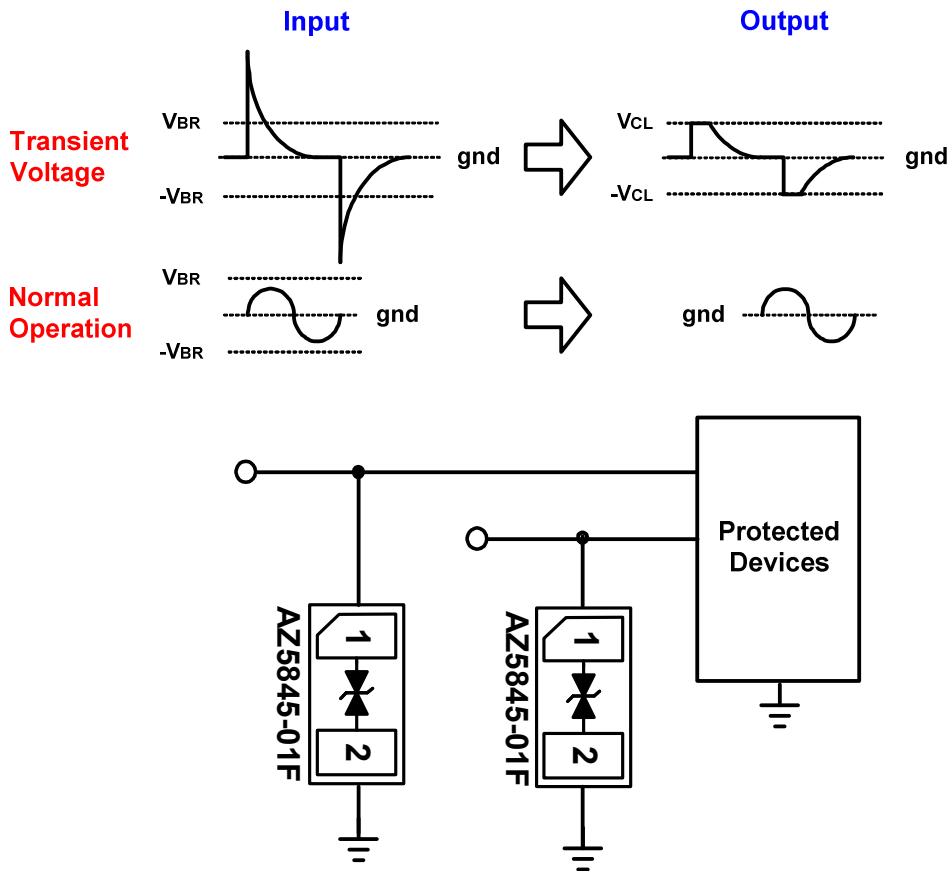 Input
Output
Transient
Voltage
VBR
gnd
-VBR
VCL
gnd
-VCL
Normal
Operation
VBR
gnd
-VBR
gnd
Protected
Devices
AZ5845-01F
1
2
AZ5845-01F
1
2